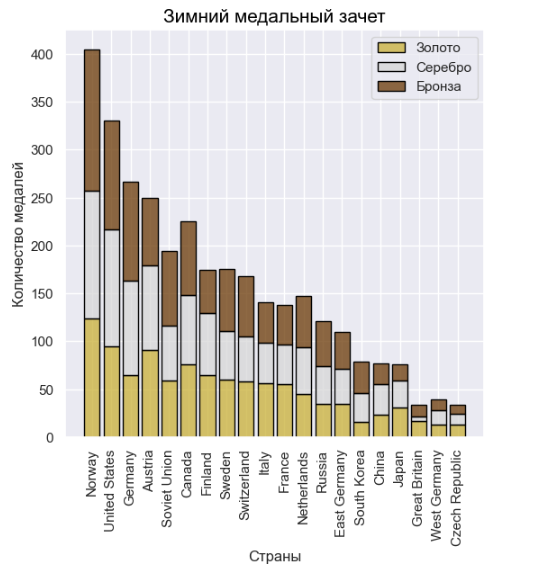 Зимний медальный зачет
Золото
Серебро
Бронза
Количество медалей
400
350
300
250
200
150
100
50
0
Norway
United States
Germany
Austria
Soviet Union
Canada
Finland
Sweden
Switzerland
Italy
France
Netherlands
Russia
East Germany
South Korea
China
Japan
Great Britain
West Germany
Czech Republic
Страны